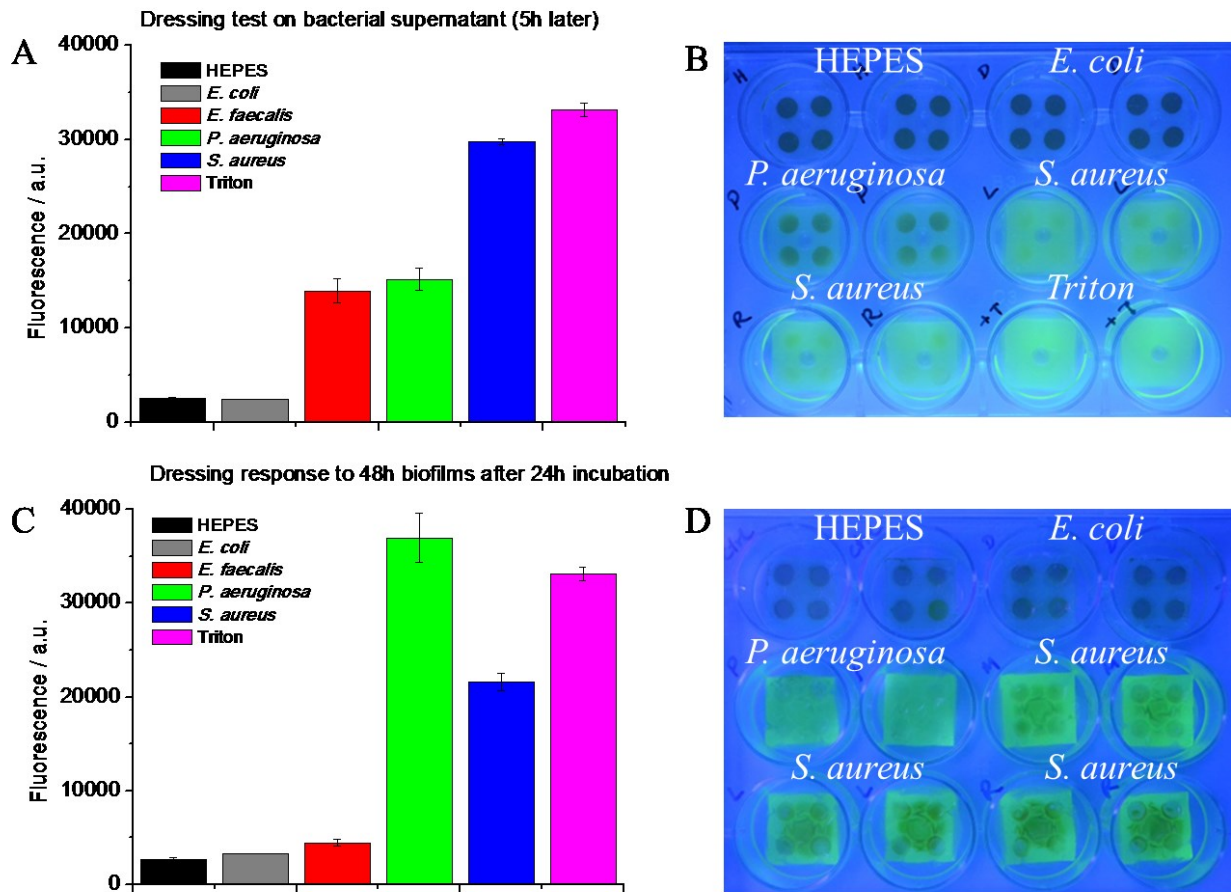 Dressing test on bacterial supernatant (5h later)
A
40000
30000
20000
10000
0
Fluorescence / a.u.
HEPES
E. coli
E. faecalis
P. aeruginosa
S. aureus
Triton
B
HEPES E. coli
H H D
P. aeruginosa S. aureus
P P L L
S. aureus Triton
R R +T +T
Dressing response to 48h biofilms after 24h incubation
C
40000
30000
20000
10000
0
Fluorescence / a.u.
HEPES
E. coli
E. faecalis
P. aeruginosa
S. aureus
Triton
D
HEPES E. coli
D
P. aeruginosa S. aureus
P M
S. aureus S. aureus
L L R R